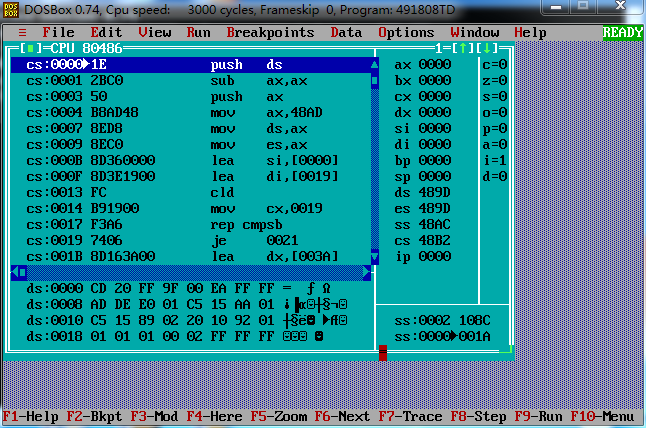 DOSBox 0.74, Cpu speed: 3000 cycles, Frameskip 0, Program: 491808TD
≡ File Edit View Run Breakpoints Data Options Window Help READY
[■]=CPU 80486 1=[↑][↓]
cs:0000►1E push ds ax 0000 c=0
cs:0001 2BC0 sub ax,ax bx 0000 z=0
cs:0003 50 push ax cx 0000 s=0
cs:0004 B8AD48 mov ax,48AD dx 0000 o=0
cs:0007 8ED8 mov ds,ax si 0000 p=0
cs:0009 8EC0 mov es,ax di 0000 a=0
cs:000B 8D360000 lea si,[0000] bp 0000 i=1
cs:000F 8D3E1900 lea di,[0019] sp 0000 d=0
cs:0013 FC cld ds 489D
cs:0014 B91900 mov cx,0019 es 489D
cs:0017 F3A6 rep cmpsb ss 48AC
cs:0019 7406 je 0021 cs 48B2
cs:001B 8D163A00 lea dx,[003A] ip 0000
ds:0000 CD 20 FF 9F 00 EA FF FF = ƒ Ω
ds:0008 AD DE E0 01 C5 15 AA 01 ¡▐α☺┼§¬☺
ds:0010 C5 15 89 02 20 10 92 01 ┼§ë☻ ►Æ☺ ss:0002 108C
ds:0018 01 01 01 00 02 FF FF FF ☺☺☺ ☻ ss:0000►001A
F1-Help F2-Bkpt F3-Mod F4-Here F5-Zoom F6-Next F7-Trace F8-Step F9-Run F10-Menu